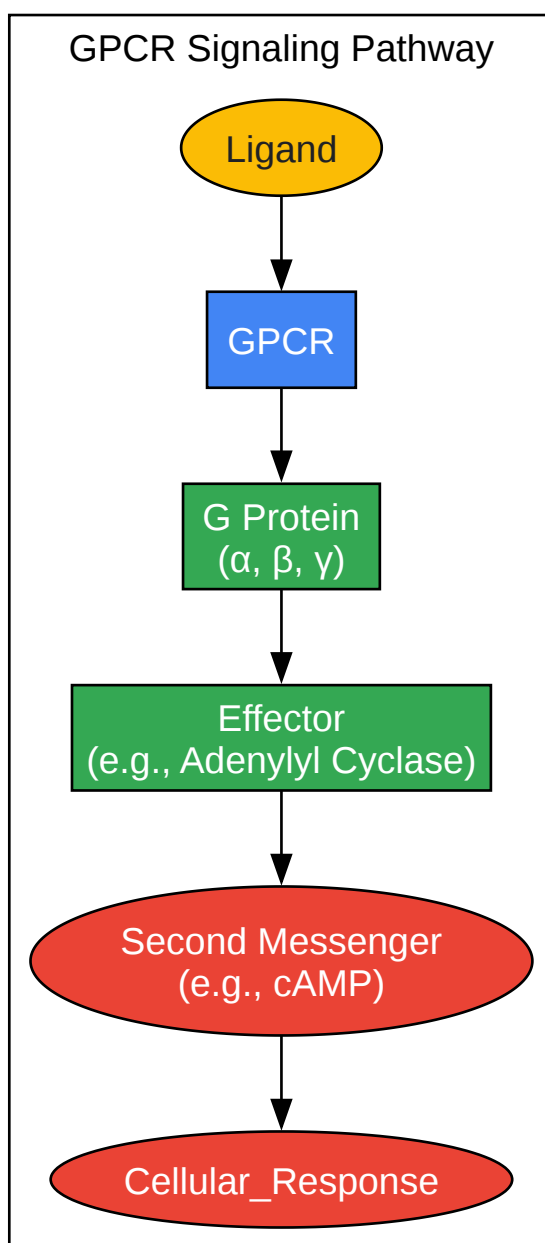 GPCR Signaling Pathway
Ligand
GPCR
G Protein
(α, β, γ)
Effector
(e.g., Adenylyl Cyclase)
Second Messenger
(e.g., cAMP)
Cellular_Response